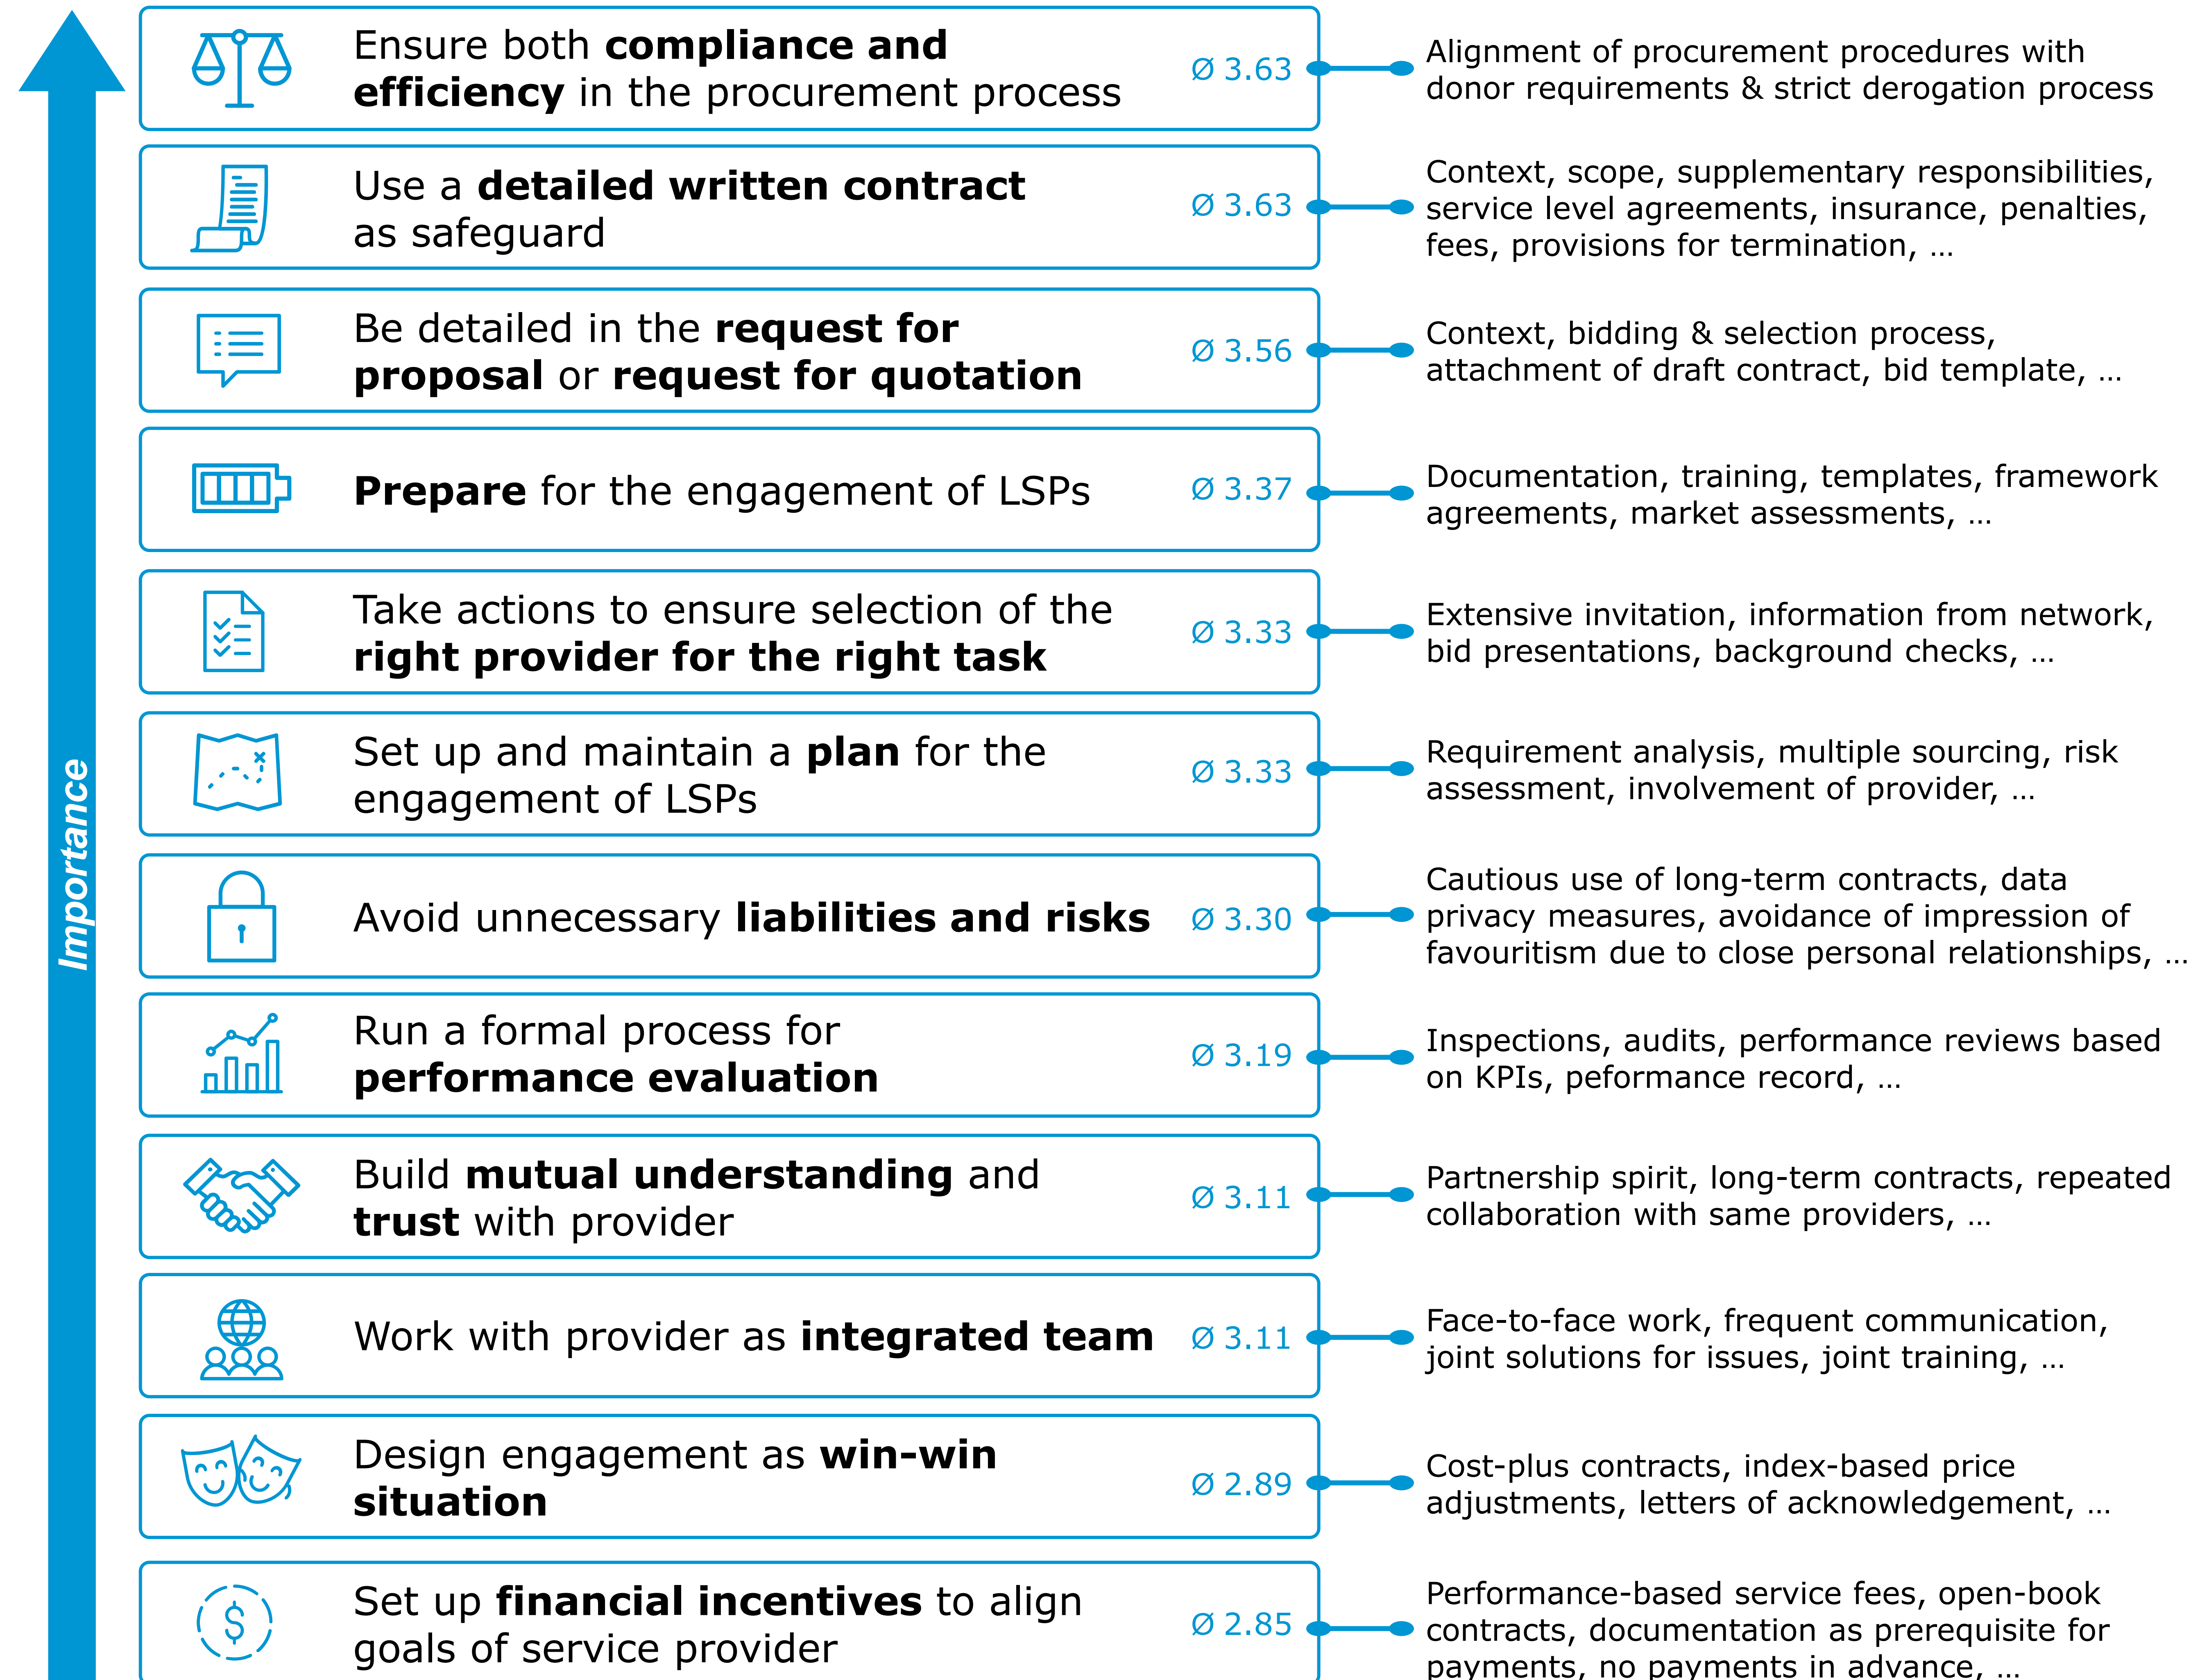 Importance
Ensure both compliance and
efficiency in the procurement process
Ø 3.63
Alignment of procurement procedures with
donor requirements & strict derogation process
Use a detailed written contract
as safeguard
Ø 3.63
Context, scope, supplementary responsibilities,
service level agreements, insurance, penalties,
fees, provisions for termination, ...
Be detailed in the request for
proposal or request for quotation
Ø 3.56
Context, bidding & selection process,
attachment of draft contract, bid template, ...
Prepare for the engagement of LSPs
Ø 3.37
Documentation, training, templates, framework
agreements, market assessments, ...
Take actions to ensure selection of the
right provider for the right task
Ø 3.33
Extensive invitation, information from network,
bid presentations, background checks, ...
Set up and maintain a plan for the
engagement of LSPs
Ø 3.33
Requirement analysis, multiple sourcing, risk
assessment, involvement of provider, ...
Avoid unnecessary liabilities and risks
Ø 3.30
Cautious use of long-term contracts, data
privacy measures, avoidance of impression of
favouritism due to close personal relationships, ...
Run a formal process for
performance evaluation
Ø 3.19
Inspections, audits, performance reviews based
on KPIs, peformance record, ...
Build mutual understanding and
trust with provider
Ø 3.11
Partnership spirit, long-term contracts, repeated
collaboration with same providers, ...
Work with provider as integrated team
Ø 3.11
Face-to-face work, frequent communication,
joint solutions for issues, joint training, ...
Design engagement as win-win
situation
Ø 2.89
Cost-plus contracts, index-based price
adjustments, letters of acknowledgement, ...
Set up financial incentives to align
goals of service provider
Ø 2.85
Performance-based service fees, open-book
contracts, documentation as prerequisite for
payments, no payments in advance, ...